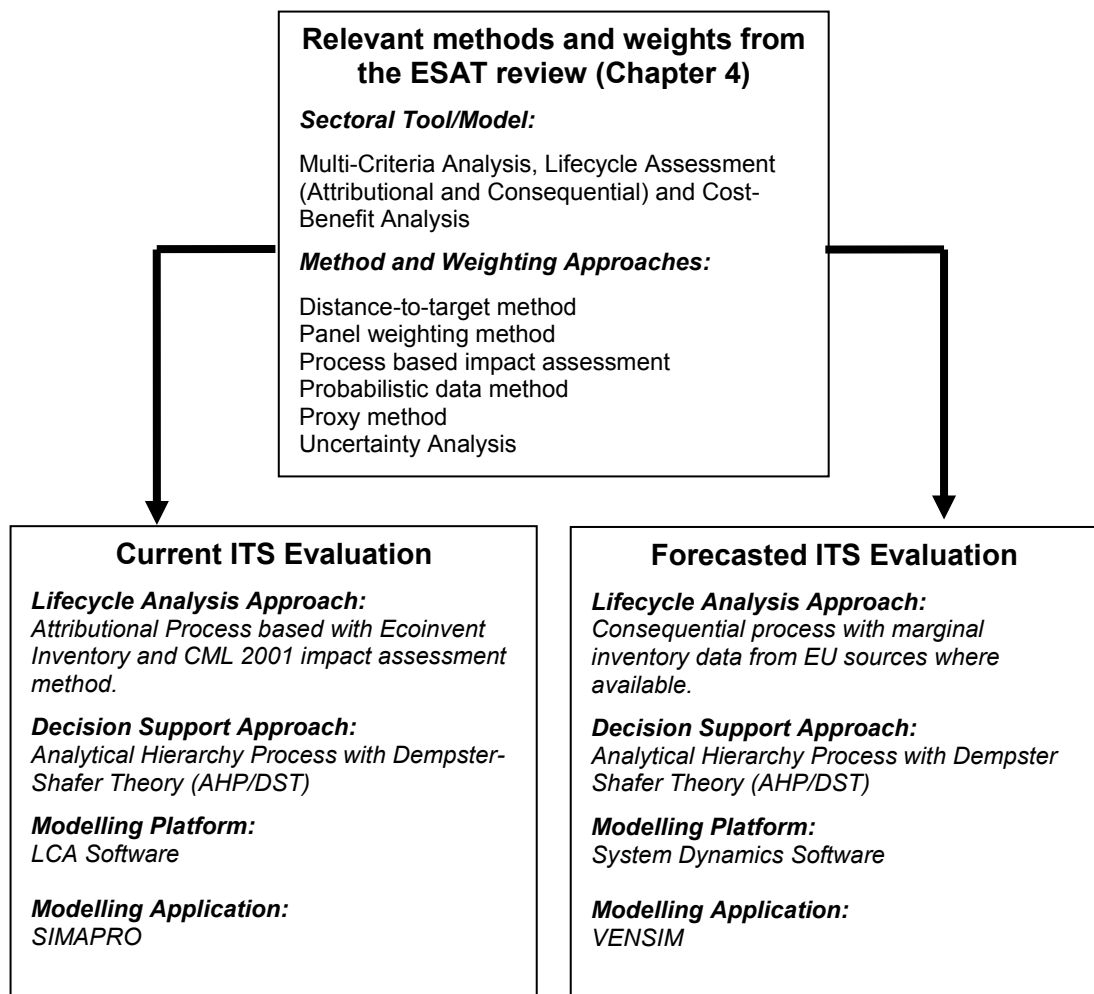 Relevant methods and weights from
the ESAT review (Chapter 4)
Sectoral Tool/Model:
Multi-Criteria Analysis, Lifecycle Assessment
(Attributional and Consequential) and Cost-
Benefit Analysis
Method and Weighting Approaches:
Distance-to-target method
Panel weighting method
Process based impact assessment
Probabilistic data method
Proxy method
Uncertainty Analysis
Current ITS Evaluation
Lifecycle Analysis Approach:
Attributional Process based with Ecoinvent
Inventory and CML 2001 impact assessment
method.
Decision Support Approach:
Analytical Hierarchy Process with Dempster-
Shafer Theory (AHP/DST)
Modelling Platform:
LCA Software
Modelling Application:
SIMAPRO
Forecasted ITS Evaluation
Lifecycle Analysis Approach:
Consequential process with marginal
inventory data from EU sources where
available.
Decision Support Approach:
Analytical Hierarchy Process with Dempster
Shafer Theory (AHP/DST)
Modelling Platform:
System Dynamics Software
Modelling Application:
VENSIM